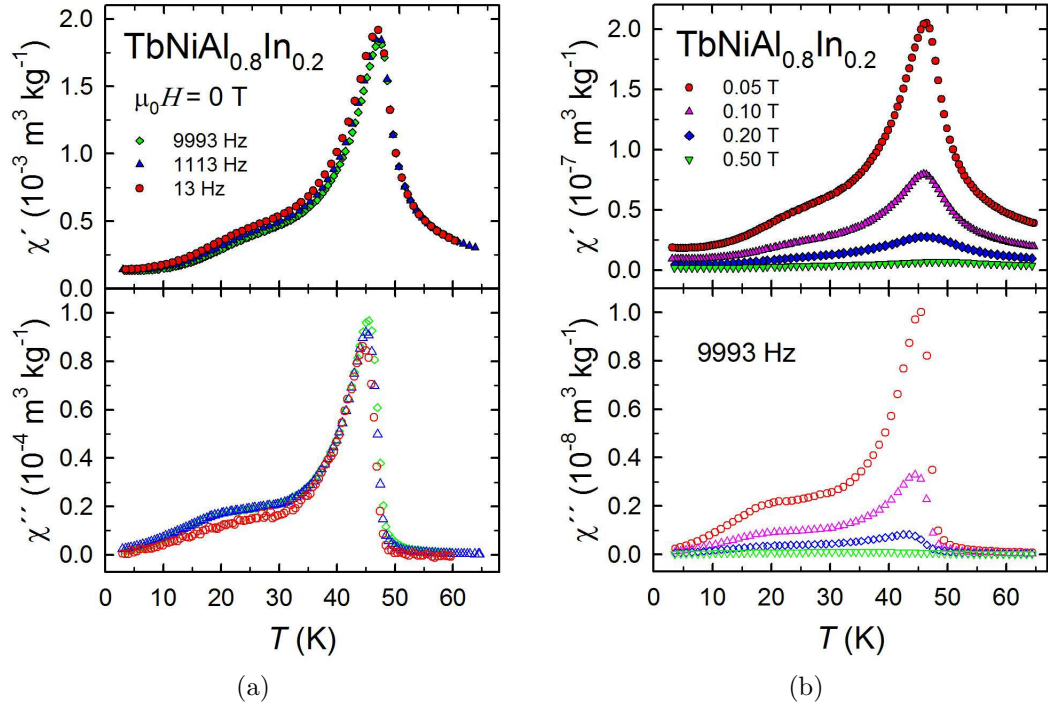 2.0
1.5
1.0
0.5
0.0
χ′ (10⁻³ m³ kg⁻¹)
TbNiAl₀.₈In₀.₂
μ₀H = 0 T
9993 Hz
1113 Hz
13 Hz
1.0
0.8
0.6
0.4
0.2
0.0
χ′′ (10⁻⁴ m³ kg⁻¹)
0 10 20 30 40 50 60
T (K)
(a)
2.0
1.5
1.0
0.5
0.0
χ′ (10⁻⁷ m³ kg⁻¹)
TbNiAl₀.₈In₀.₂
0.05 T
0.10 T
0.20 T
0.50 T
1.0
0.8
0.6
0.4
0.2
0.0
χ′′ (10⁻⁸ m³ kg⁻¹)
9993 Hz
0 10 20 30 40 50 60
T (K)
(b)